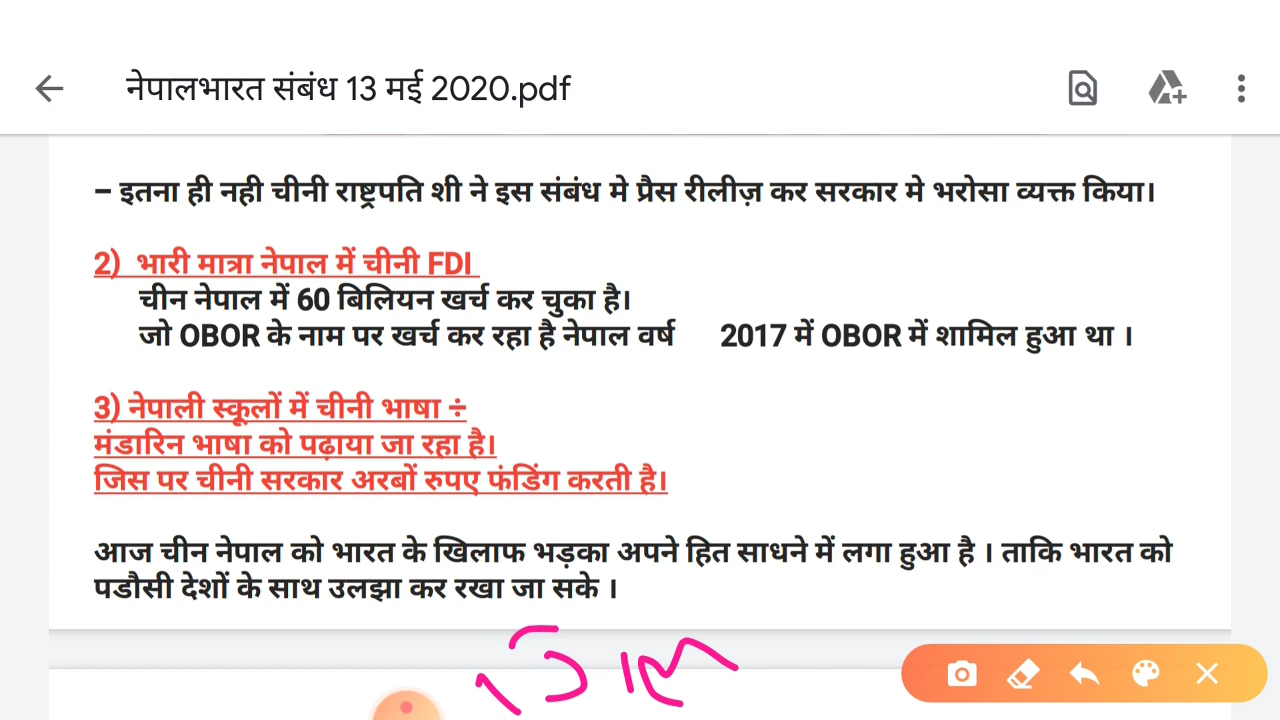 नेपालभारत संबंध 13 मई 2020.pdf
– इतना ही नही चीनी राष्ट्रपति शी ने इस संबंध मे प्रैस रीलीज़ कर सरकार मे भरोसा व्यक्त किया।
2) भारी मात्रा नेपाल में चीनी FDI
चीन नेपाल में 60 बिलियन खर्च कर चुका है।
जो OBOR के नाम पर खर्च कर रहा है नेपाल वर्ष 2017 में OBOR में शामिल हुआ था ।
3) नेपाली स्कूलों में चीनी भाषा ÷
मंडारिन भाषा को पढ़ाया जा रहा है।
जिस पर चीनी सरकार अरबों रुपए फंडिंग करती है।
आज चीन नेपाल को भारत के खिलाफ भड़का अपने हित साधने में लगा हुआ है । ताकि भारत को
पडौसी देशों के साथ उलझा कर रखा जा सके ।